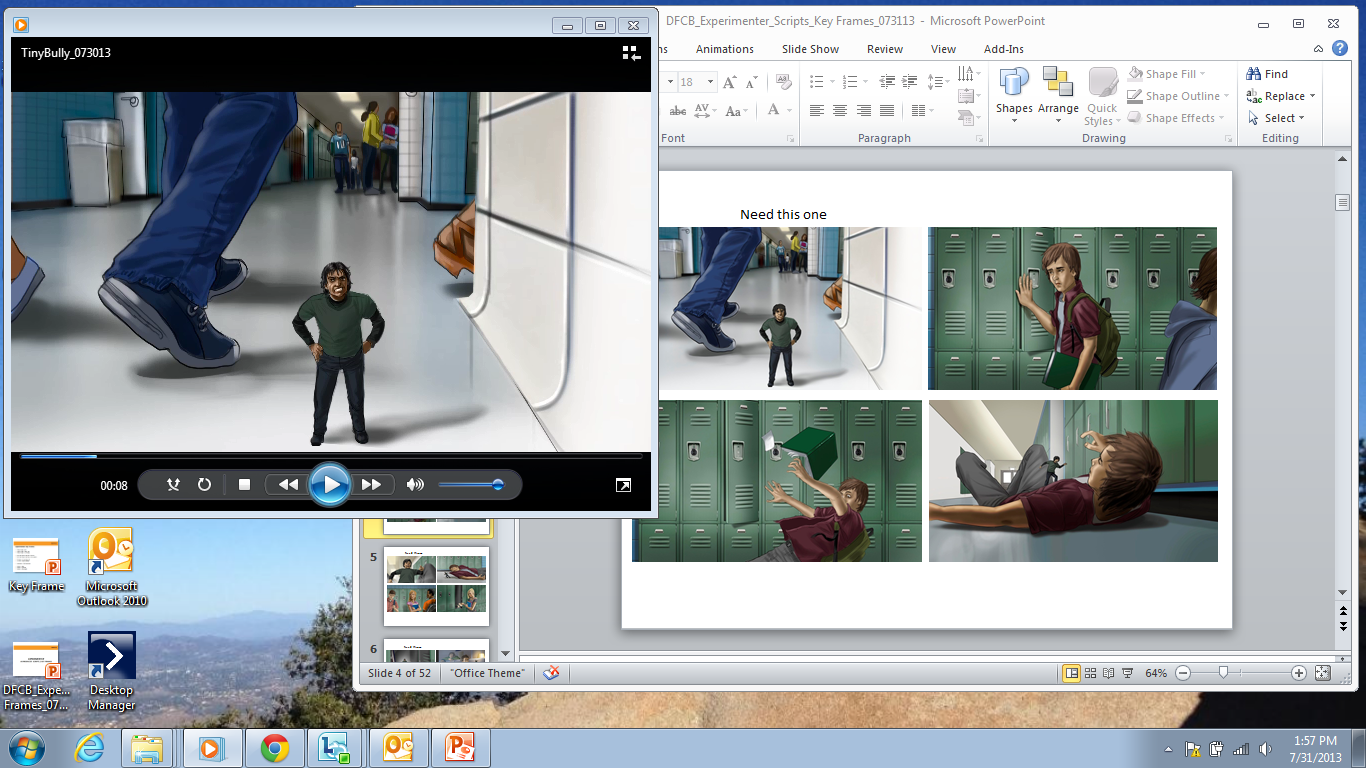 TinyBully_073013
00:08
DFCB_Experimenter_Scripts_Key Frames_073113 - Microsoft PowerPoint
ns Animations Slide Show Review View Add-Ins
18
Aa
Font
Paragraph
Shapes
Arrange
Quick
Styles
Shape Fill
Shape Outline
Shape Effects
Drawing
Find
Replace
Select
Editing
Need this one
5
6
Slide 4 of 52
"Office Theme"
64%
Key Frame
Microsoft
Outlook 2010
DFCB_Expe...
Frames_07...
Desktop
Manager
1:57 PM
7/31/2013